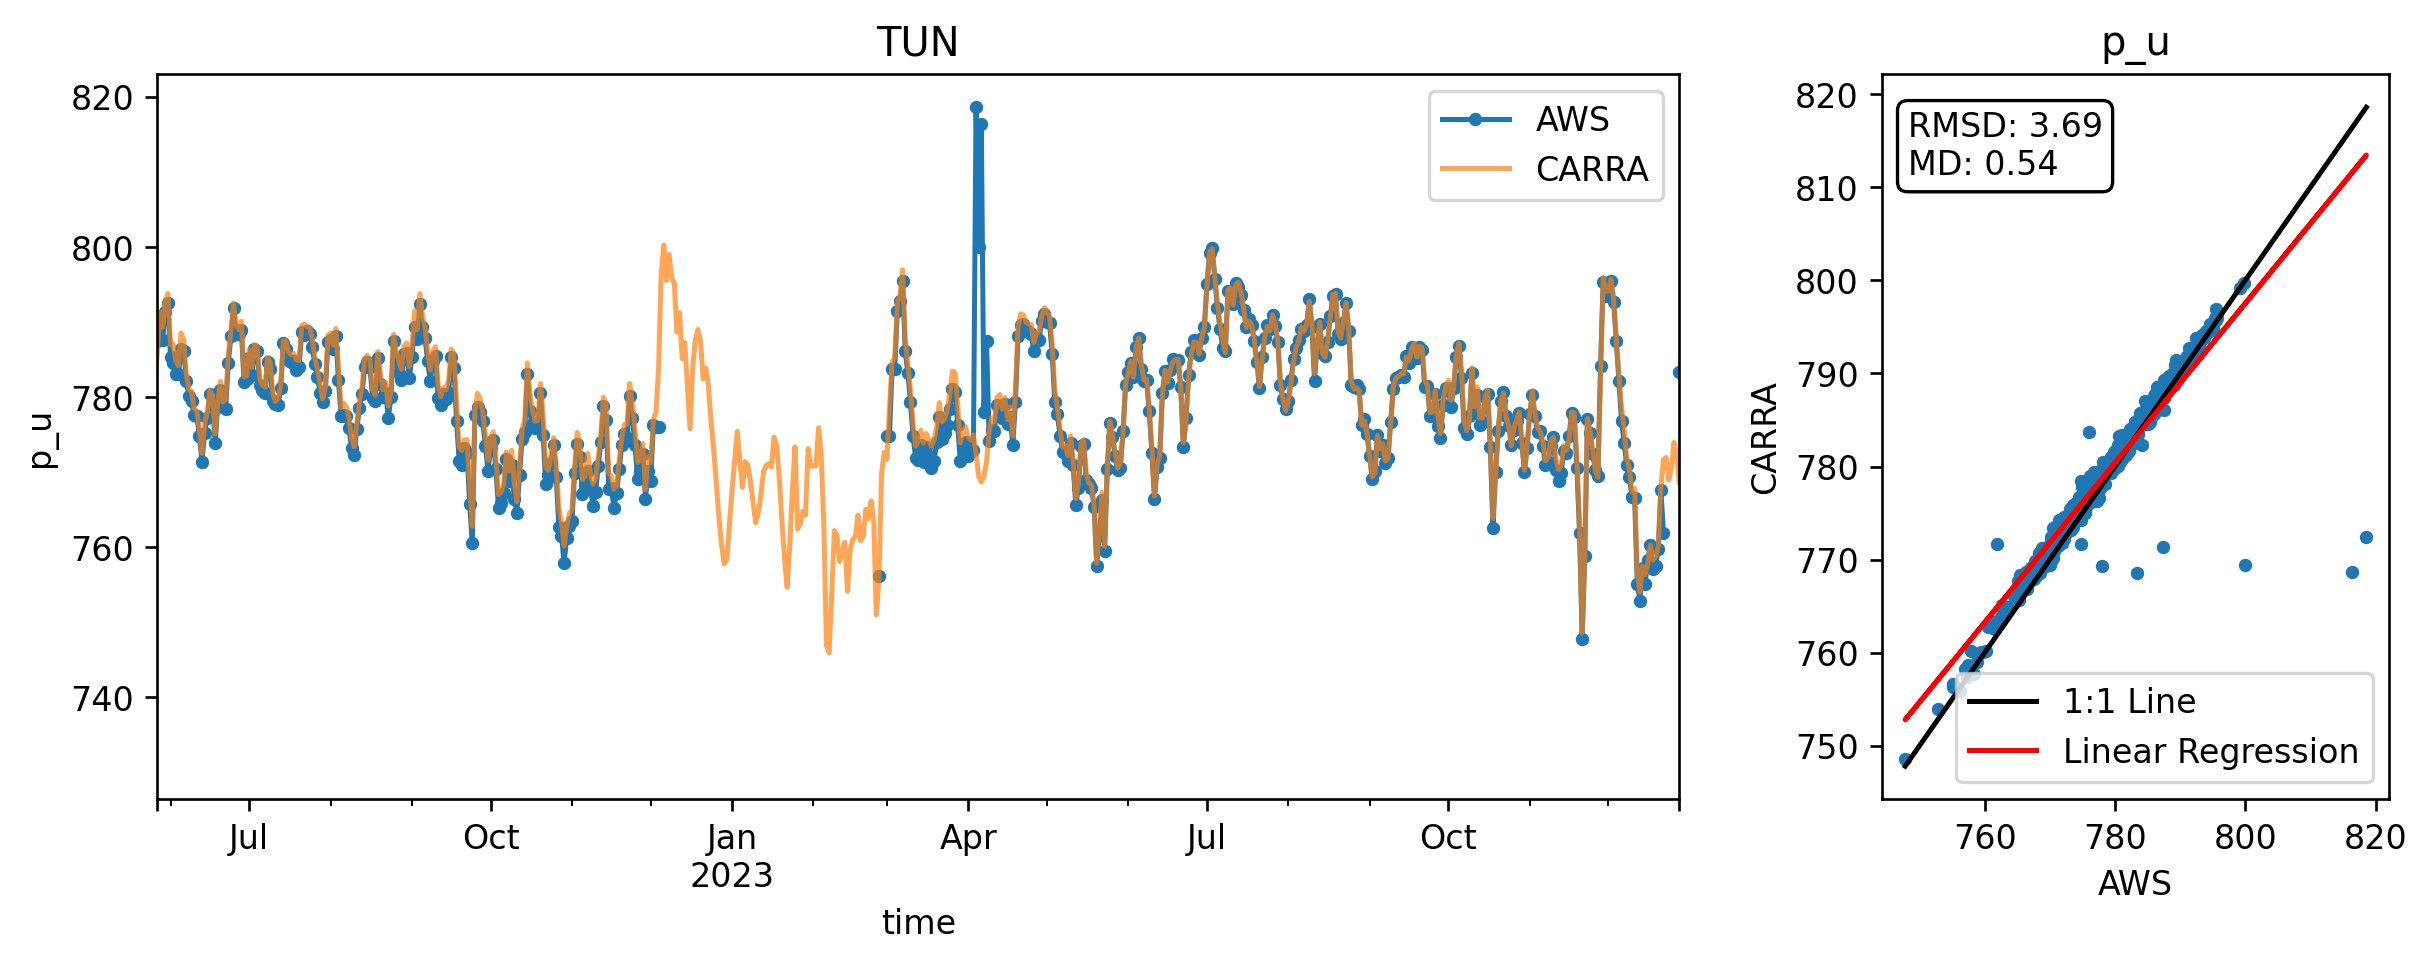 TUN
p_u
820
800
780
760
740
AWS
CARRA
Jul
Oct
Jan
2023
Apr
Jul
Oct
time
p_u
CARRA
820
810
800
790
780
770
760
750
RMSD: 3.69
MD: 0.54
1:1 Line
Linear Regression
760
780
800
820
AWS